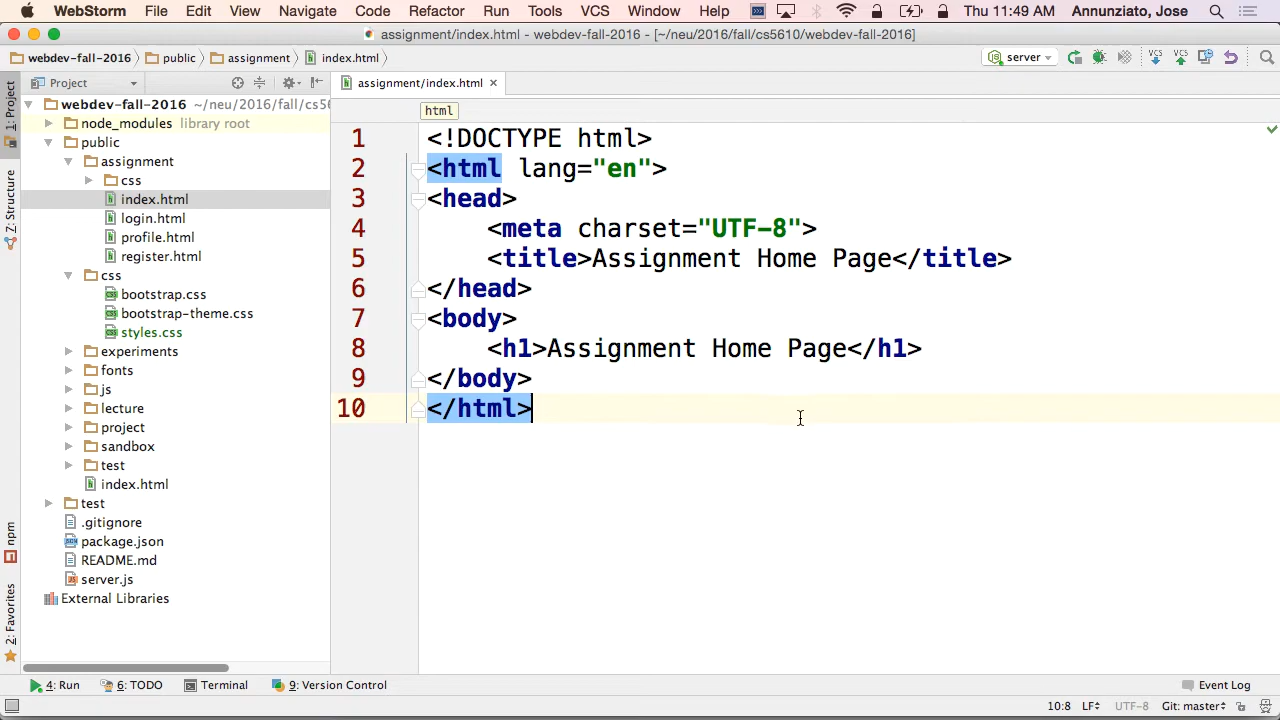 WebStorm File Edit View Navigate Code Refactor Run Tools VCS Window Help Thu 11:49 AM Annunziato, Jose
assignment/index.html - webdev-fall-2016 - [~/neu/2016/fall/cs5610/webdev-fall-2016]
webdev-fall-2016 public assignment index.html server VCS VCS
Project assignment/index.html
html
1: Project
Z: Structure
npm
2: Favorites
webdev-fall-2016 ~/neu/2016/fall/cs56
node_modules library root
public
assignment
css
index.html
login.html
profile.html
register.html
css
bootstrap.css
bootstrap-theme.css
styles.css
experiments
fonts
js
lecture
project
sandbox
test
index.html
test
.gitignore
package.json
README.md
server.js
External Libraries
1 <!DOCTYPE html>
2 <html lang="en">
3 <head>
4     <meta charset="UTF-8">
5     <title>Assignment Home Page</title>
6 </head>
7 <body>
8     <h1>Assignment Home Page</h1>
9 </body>
10 </html>
4: Run 6: TODO Terminal 9: Version Control Event Log
10:8 LF UTF-8 Git: master